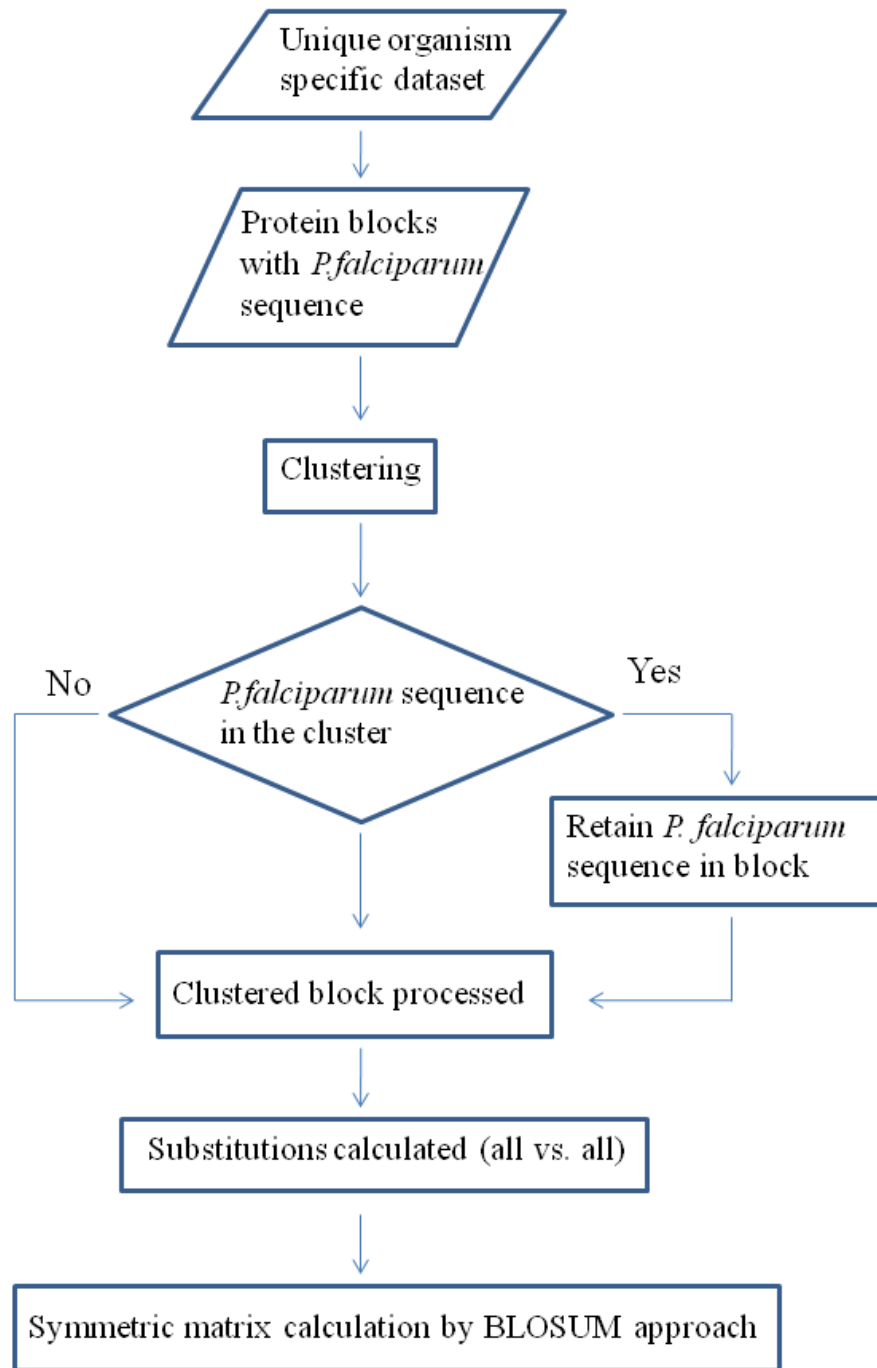 Unique organism
specific dataset
Protein blocks
with P.falciparum
sequence
Clustering
No
Yes
P.falciparum sequence
in the cluster
Retain P. falciparum
sequence in block
Clustered block processed
Substitutions calculated (all vs. all)
Symmetric matrix calculation by BLOSUM approach